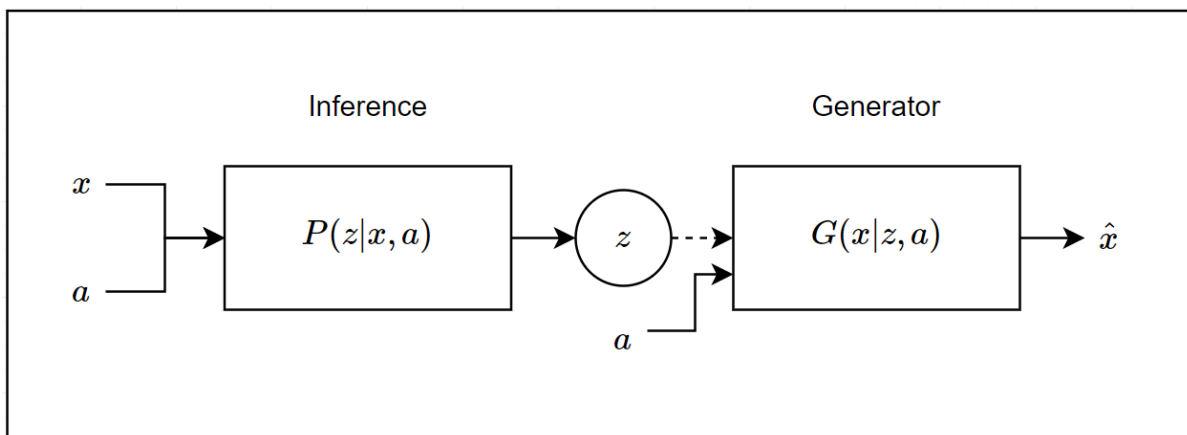 Inference
Generator
x
P(z|x, a)
z
G(x|z, a)
x̂
a
a